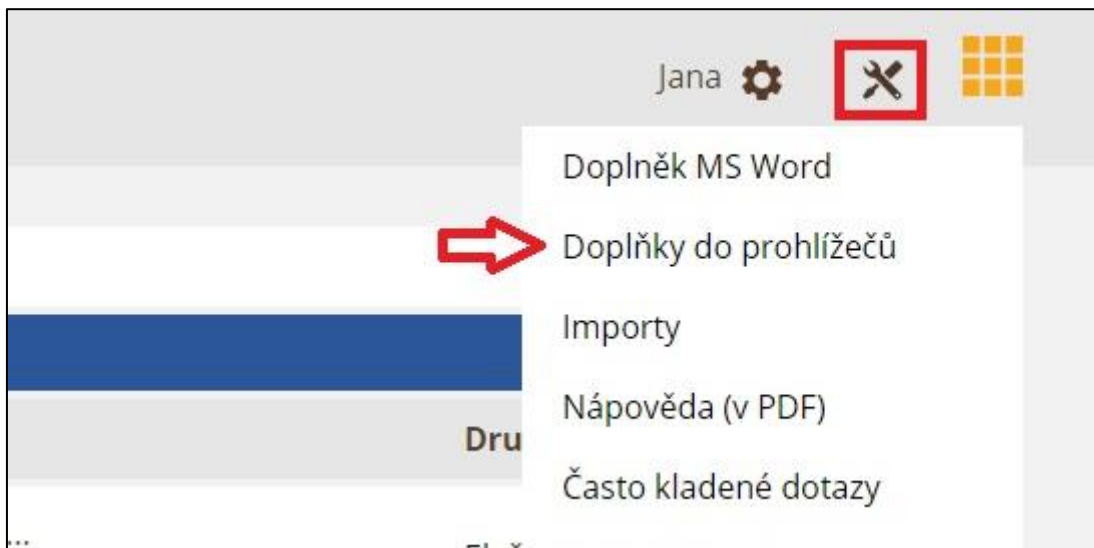 Jana
Doplněk MS Word
Doplňky do prohlížečů
Importy
Nápověda (v PDF)
Dru
Často kladené dotazy
...